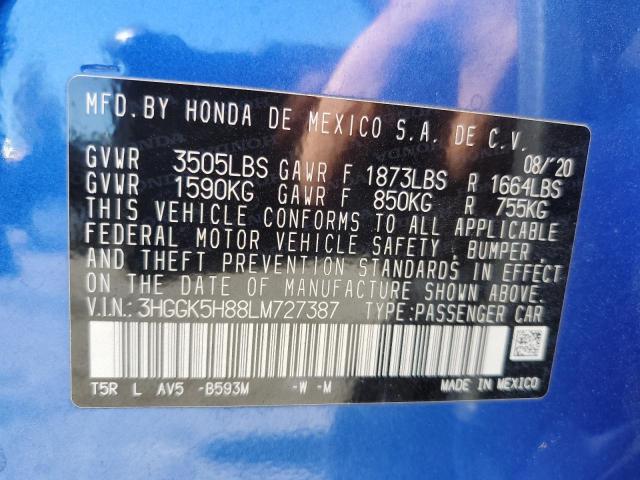 MFD. BY HONDA DE MEXICO S.A. DE C.V.
08/'20
GVWR 3505LBS GAWR F 1873LBS R 1664LBS
GVWR 1590KG GAWR F 850KG R 755KG
THIS VEHICLE CONFORMS TO ALL APPLICABLE
FEDERAL MOTOR VEHICLE SAFETY, BUMPER,
AND THEFT PREVENTION STANDARDS IN EFFECT
ON THE DATE OF MANUFACTURE SHOWN ABOVE.
V.I.N.: 3HGGK5H88LM727387 TYPE:PASSENGER CAR
T5R L AV5 -B593M -W -M MADE IN MEXICO